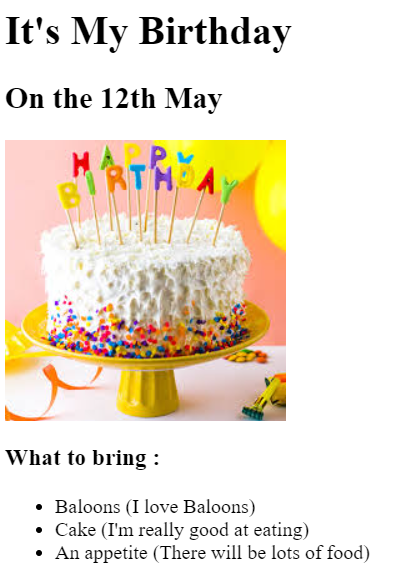 It's My Birthday
On the 12th May
HAPPY
BIRTHDAY
What to bring :
Baloons (I love Baloons)
Cake (I'm really good at eating)
An appetite (There will be lots of food)